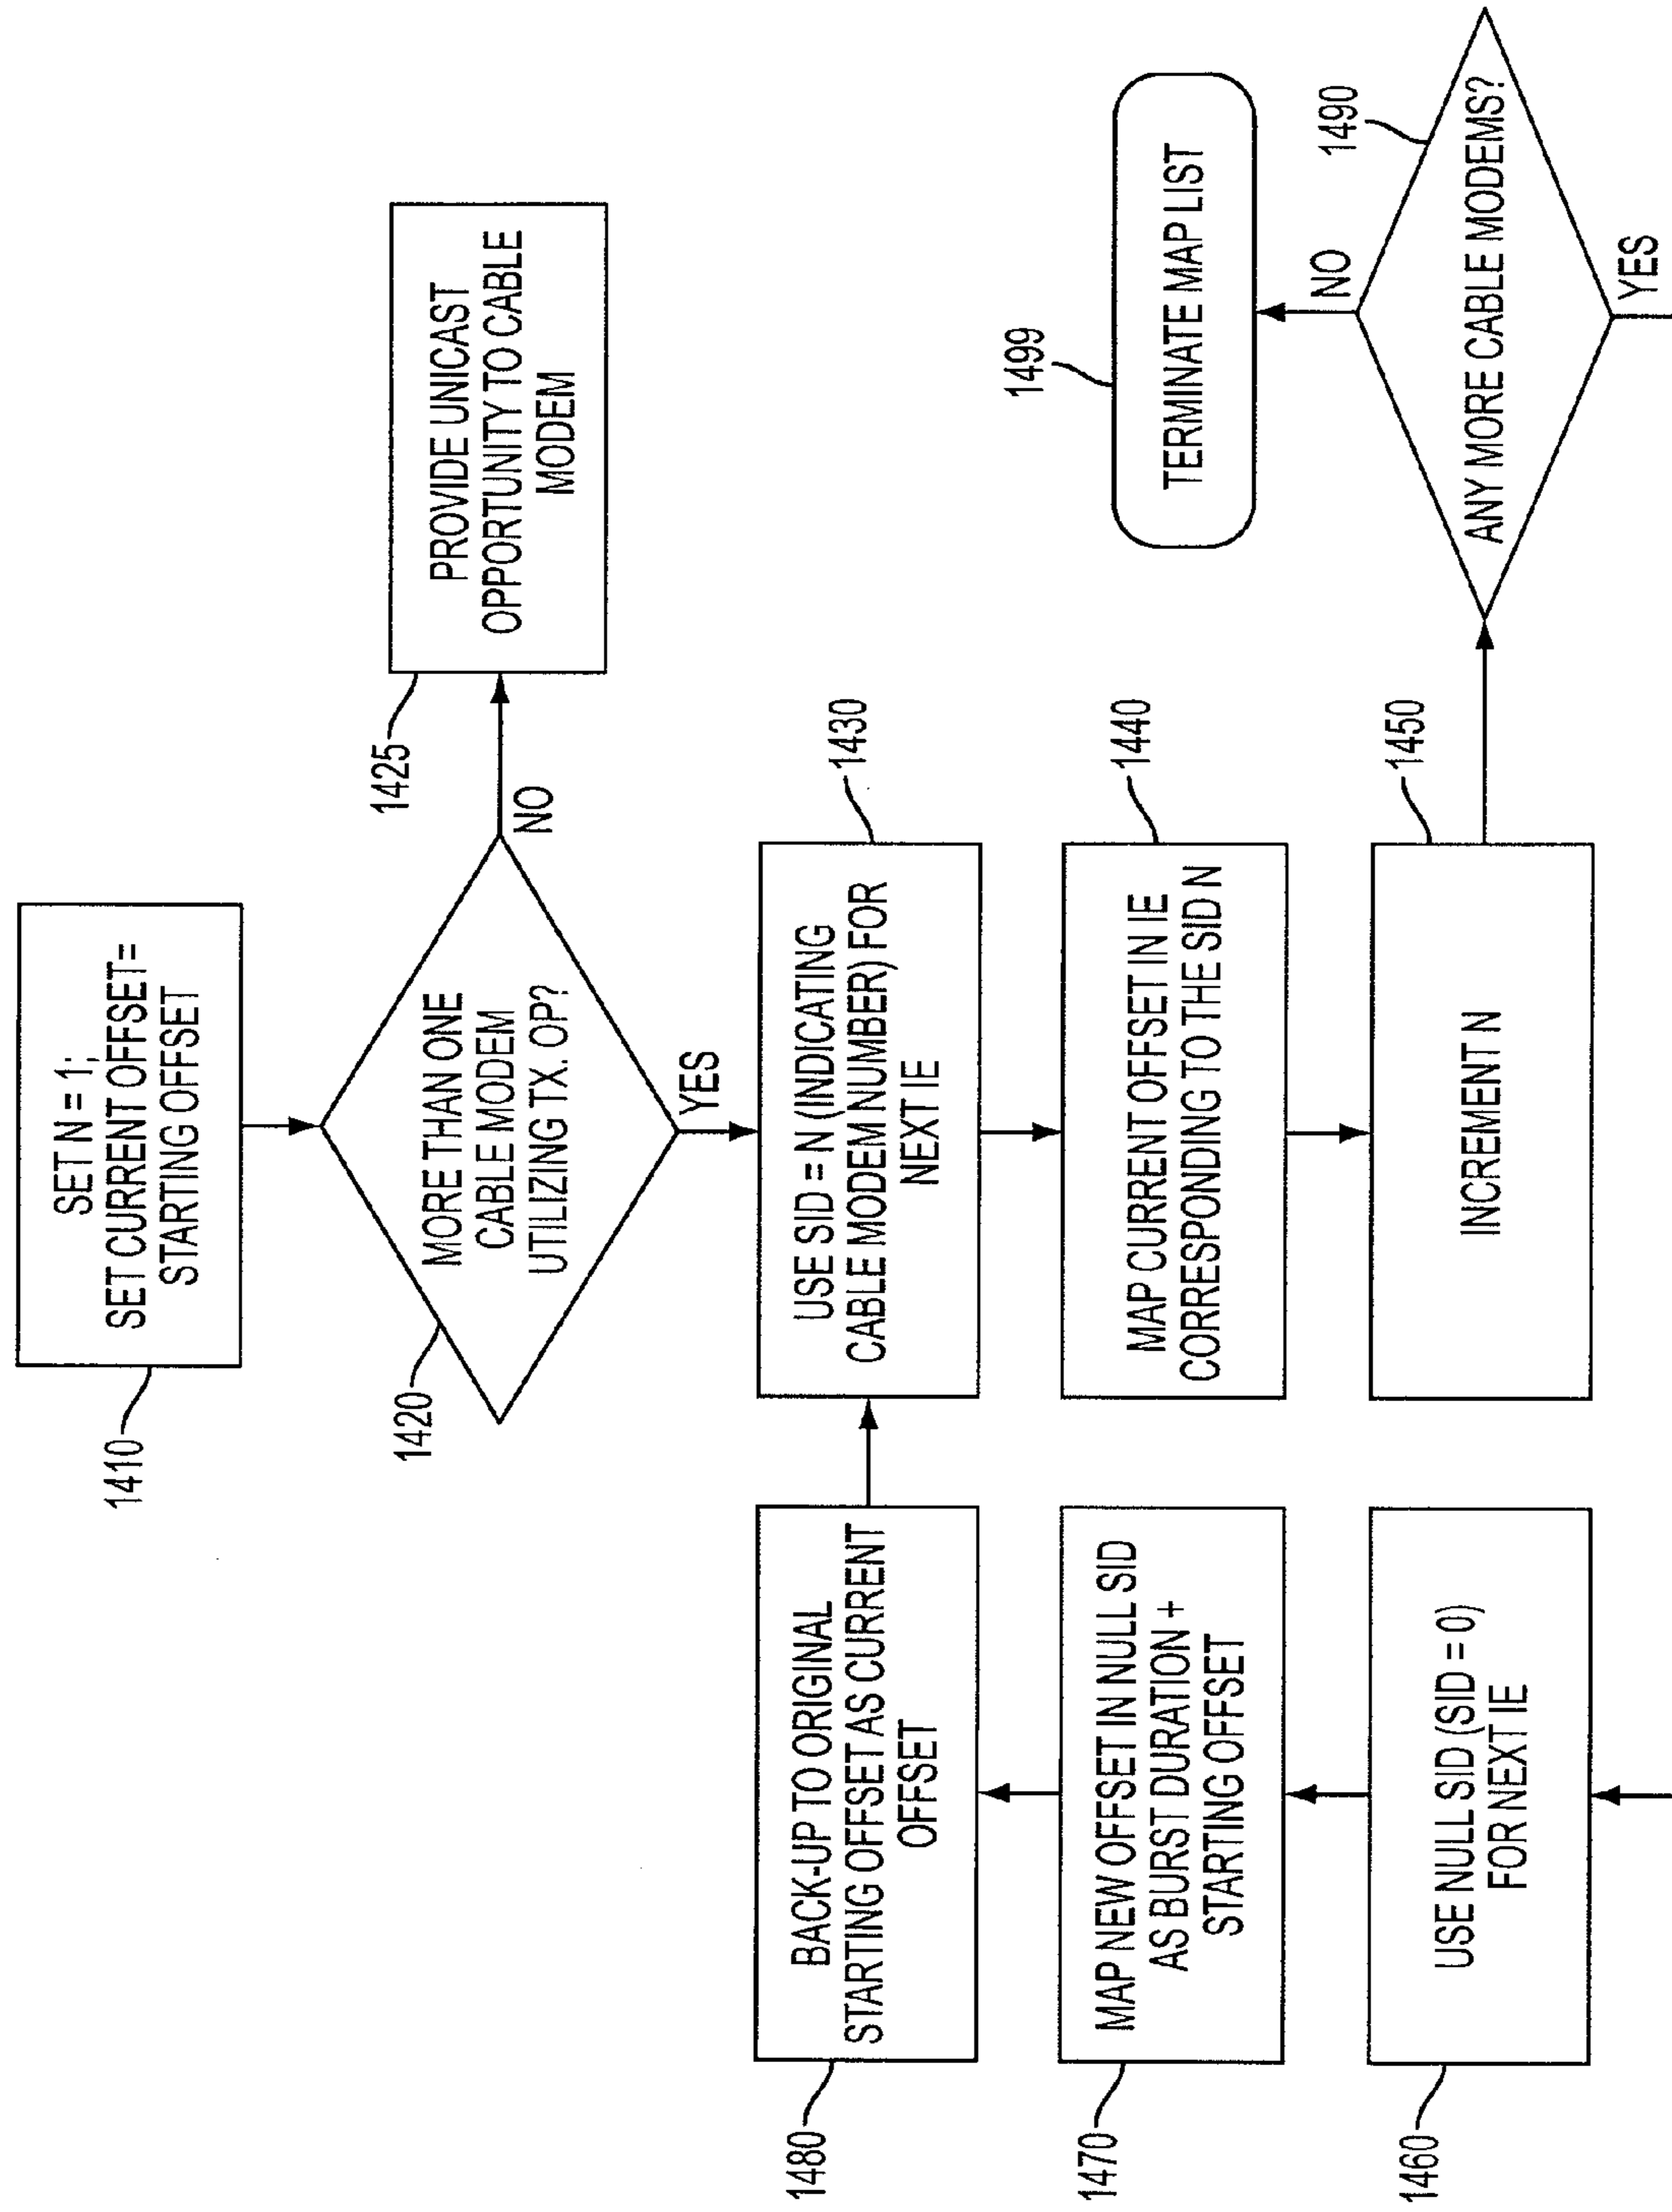 1410
SET N = 1;
SET CURRENT OFFSET=
STARTING OFFSET
1420
MORE THAN ONE
CABLE MODEM
UTILIZING TX. OP?
NO
1425
PROVIDE UNICAST
OPPORTUNITY TO CABLE
MODEM
YES
1430
USE SID = N (INDICATING
CABLE MODEM NUMBER) FOR
NEXT IE
1440
MAP CURRENT OFFSET IN IE
CORRESPONDING TO THE SID N
1450
INCREMENT N
1490
ANY MORE CABLE MODEMS?
NO
1499
TERMINATE MAP LIST
YES
1460
USE NULL SID (SID = 0)
FOR NEXT IE
1470
MAP NEW OFFSET IN NULL SID
AS BURST DURATION +
STARTING OFFSET
1480
BACK-UP TO ORIGINAL
STARTING OFFSET AS CURRENT
OFFSET